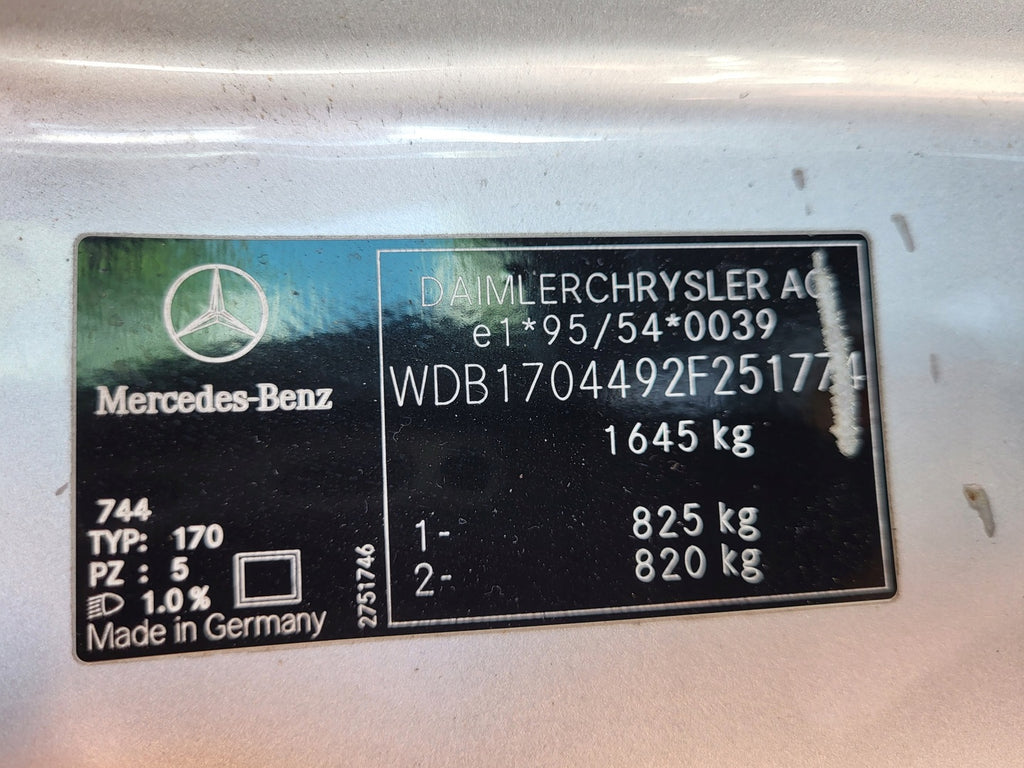 Mercedes-Benz
744
TYP: 170
PZ : 5
1.0 %
Made in Germany
2751746
DAIMLERCHRYSLER AG
e1*95/54*0039
WDB1704492F251774
1645 kg
1- 825 kg
2- 820 kg